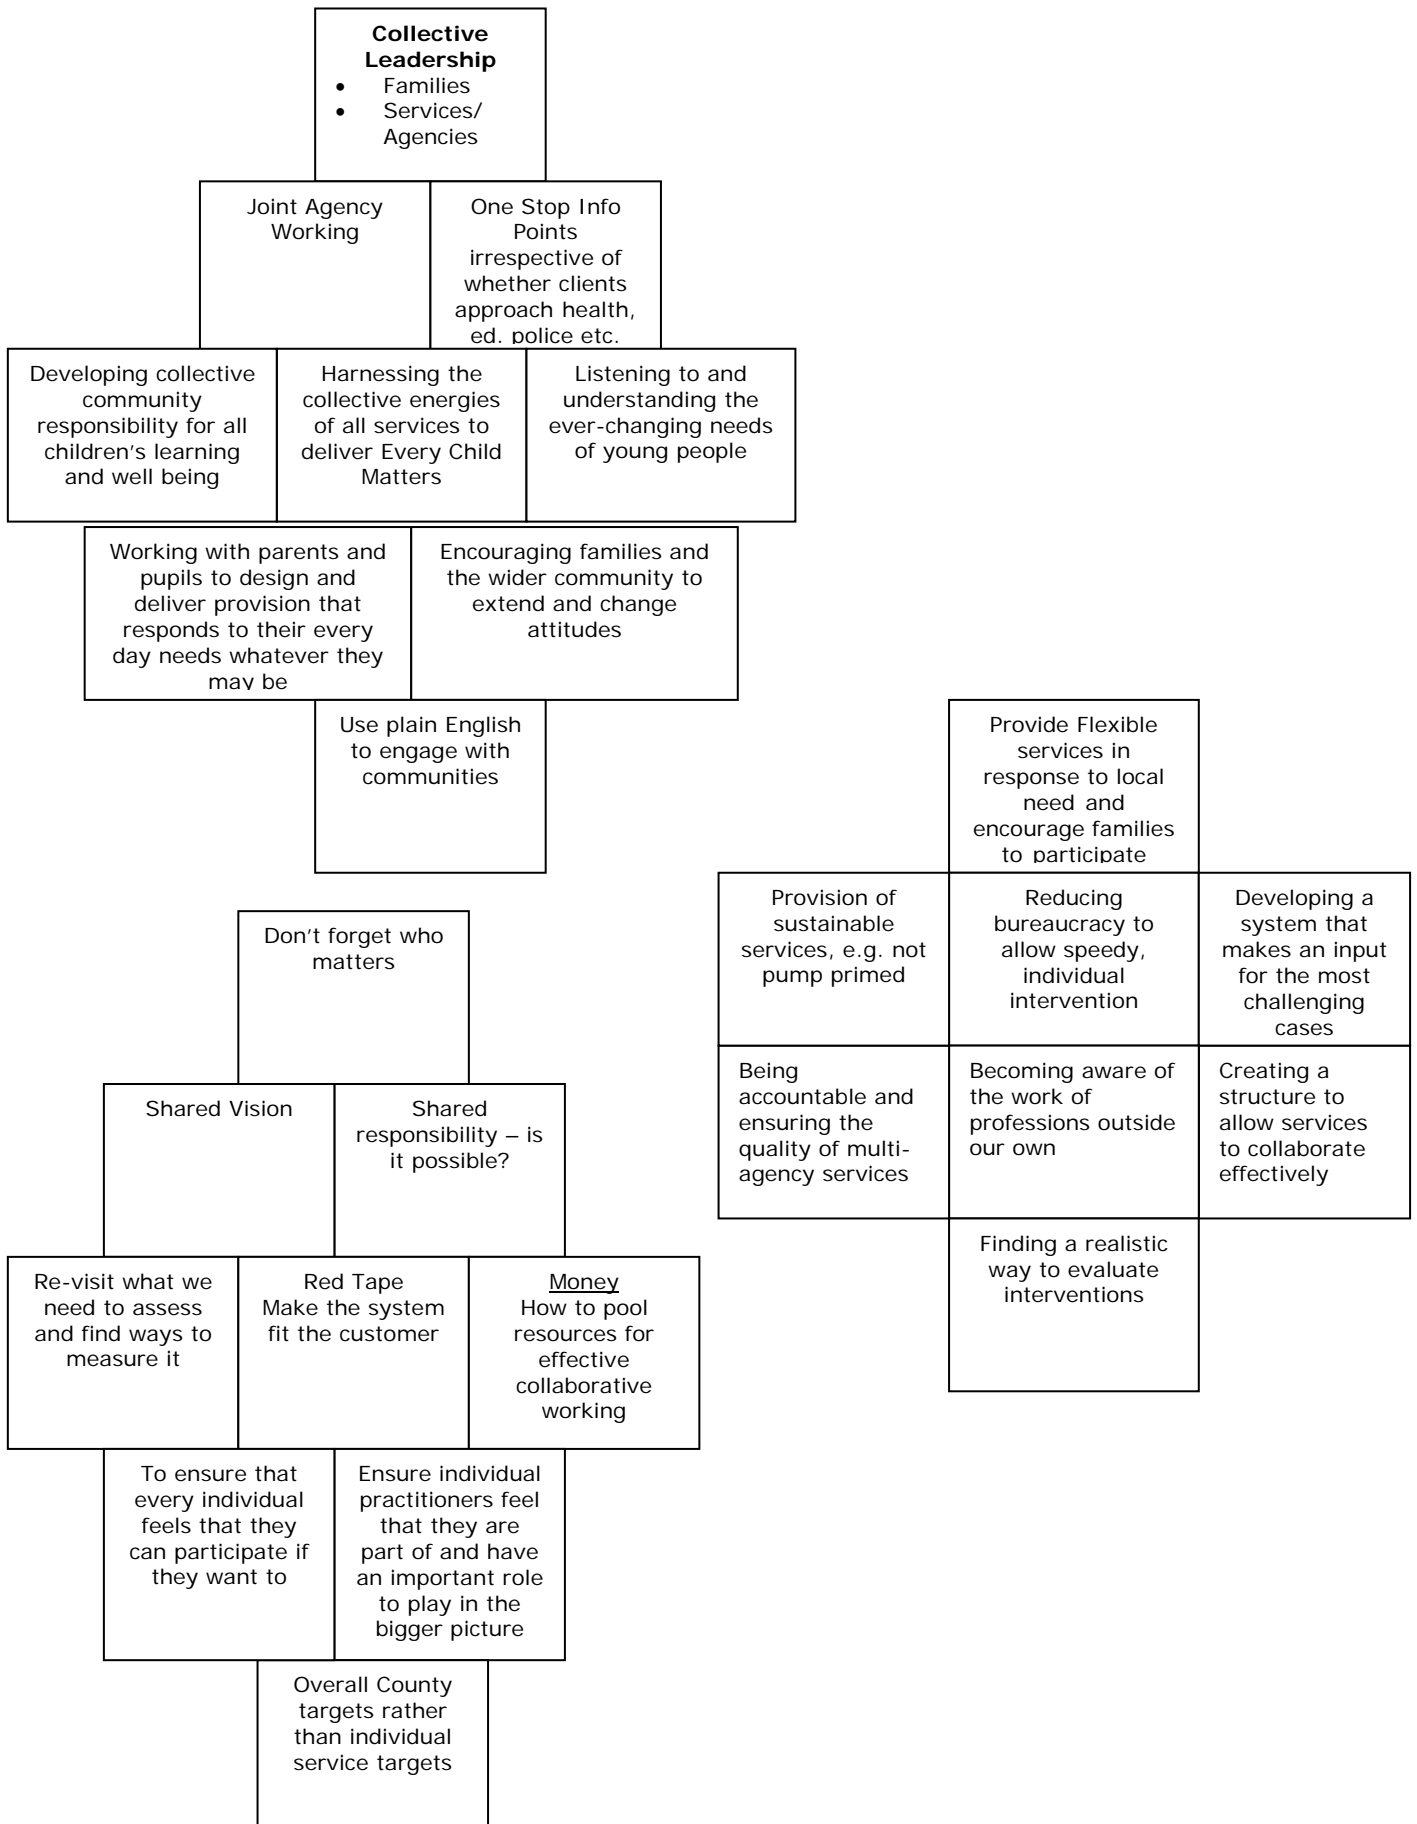 Collective
Leadership
• Families
• Services/
Agencies
Joint Agency
Working
One Stop Info
Points
irrespective of
whether clients
approach health,
ed. police etc.
Developing collective
community
responsibility for all
children's learning
and well being
Harnessing the
collective energies
of all services to
deliver Every Child
Matters
Listening to and
understanding the
ever-changing needs
of young people
Working with parents and
pupils to design and
deliver provision that
responds to their every
day needs whatever they
may be
Encouraging families and
the wider community to
extend and change
attitudes
Use plain English
to engage with
communities
Provide Flexible
services in
response to local
need and
encourage families
to participate
Provision of
sustainable
services, e.g. not
pump primed
Reducing
bureaucracy to
allow speedy,
individual
intervention
Developing a
system that
makes an input
for the most
challenging
cases
Being
accountable and
ensuring the
quality of multi-
agency services
Becoming aware of
the work of
professions outside
our own
Creating a
structure to
allow services
to collaborate
effectively
Finding a realistic
way to evaluate
interventions
Don't forget who
matters
Shared Vision
Shared
responsibility – is
it possible?
Re-visit what we
need to assess
and find ways to
measure it
Red Tape
Make the system
fit the customer
Money
How to pool
resources for
effective
collaborative
working
To ensure that
every individual
feels that they
can participate if
they want to
Ensure individual
practitioners feel
that they are
part of and have
an important role
to play in the
bigger picture
Overall County
targets rather
than individual
service targets